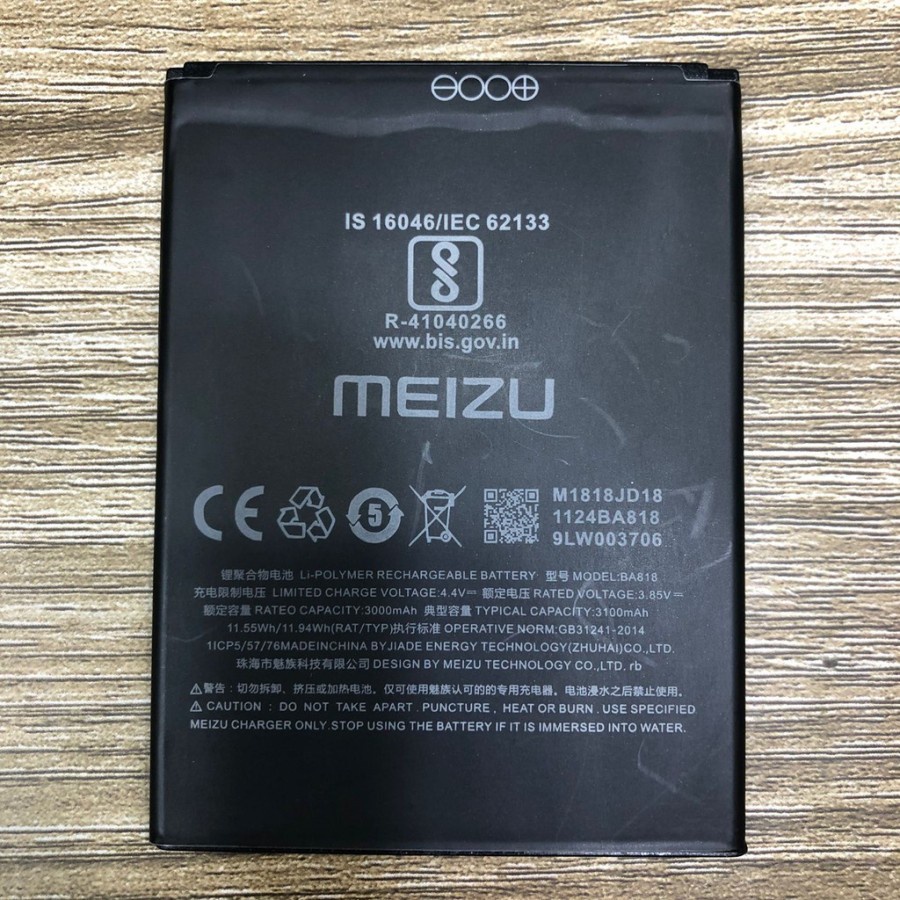 IS 16046/IEC 62133
R-41040266
www.bis.gov.in
MEIZU
CE
5
M1818JD18
1124BA818
9LW003706
锂聚合物电池 Li-POLYMER RECHARGEABLE BATTERY 型号 MODEL:BA818
充电限制电压 LIMITED CHARGE VOLTAGE:4.4V⎓ 额定电压 RATED VOLTAGE:3.85V⎓
额定容量 RATEO CAPACITY:3000mAh 典型容量 TYPICAL CAPACITY:3100mAh
11.55Wh/11.94Wh(RAT/TYP)执行标准 OPERATIVE NORM:GB31241-2014
1ICP5/57/76MADEINCHINA BYJIADE ENERGY TECHNOLOGY(ZHUHAI)CO.,LTD.
珠海市魅族科技有限公司 DESIGN BY MEIZU TECHNOLOGY CO.,LTD. rb
⚠警告: 切勿拆卸、挤压或加热电池。仅可使用魅族认可的的专用充电器。电池浸水之后禁止使用。
⚠ CAUTION : DO NOT TAKE APART. PUNCTURE, HEAT OR BURN. USE SPECIFIED
MEIZU CHARGER ONLY.STOP USING THE BATTERY IF IT IS IMMERSED INTO WATER.